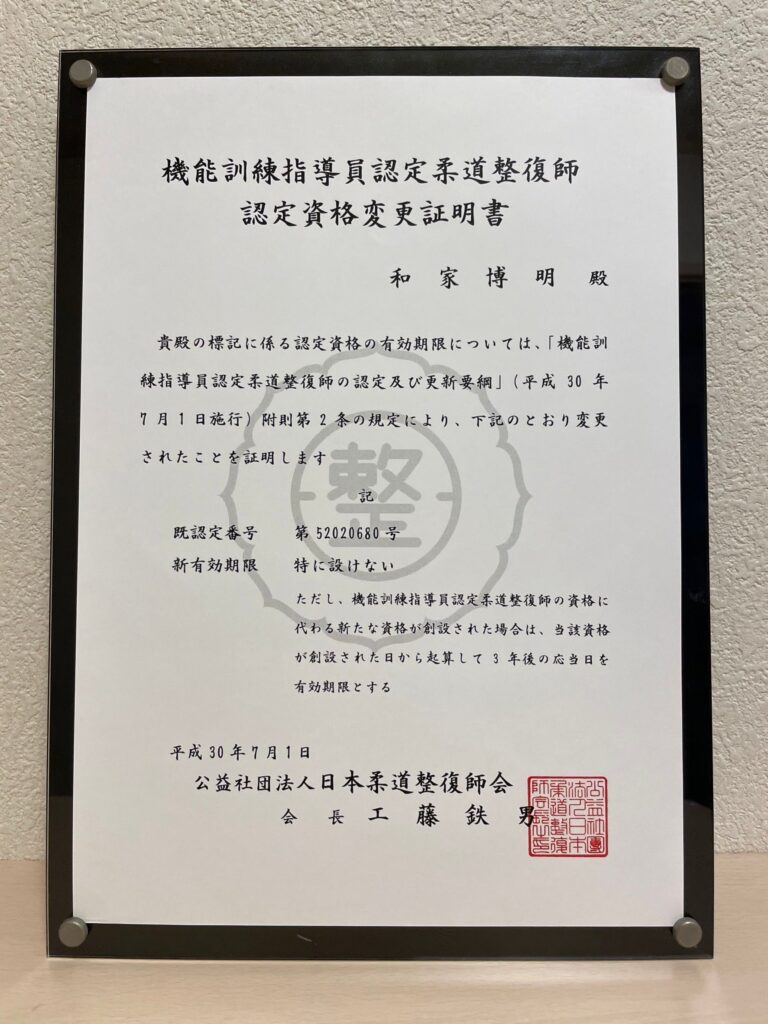 機能訓練指導員認定柔道整復師
認定資格変更証明書
和家博明 殿
貴殿の標記に係る認定資格の有効期限については、「機能訓
練指導員認定柔道整復師の認定及び更新要綱」(平成 30 年
7 月 1 日施行)附則第 2 条の規定により、下記のとおり変更
されたことを証明します
整
記
既認定番号 第 52020680 号
新有効期限 特に設けない
ただし、機能訓練指導員認定柔道整復師の資格に
代わる新たな資格が創設された場合は、当該資格
が創設された日から起算して 3 年後の応当日を
有効期限とする
平成 30 年 7 月 1 日
公益社団法人日本柔道整復師会
会 長 工 藤 鉄 男